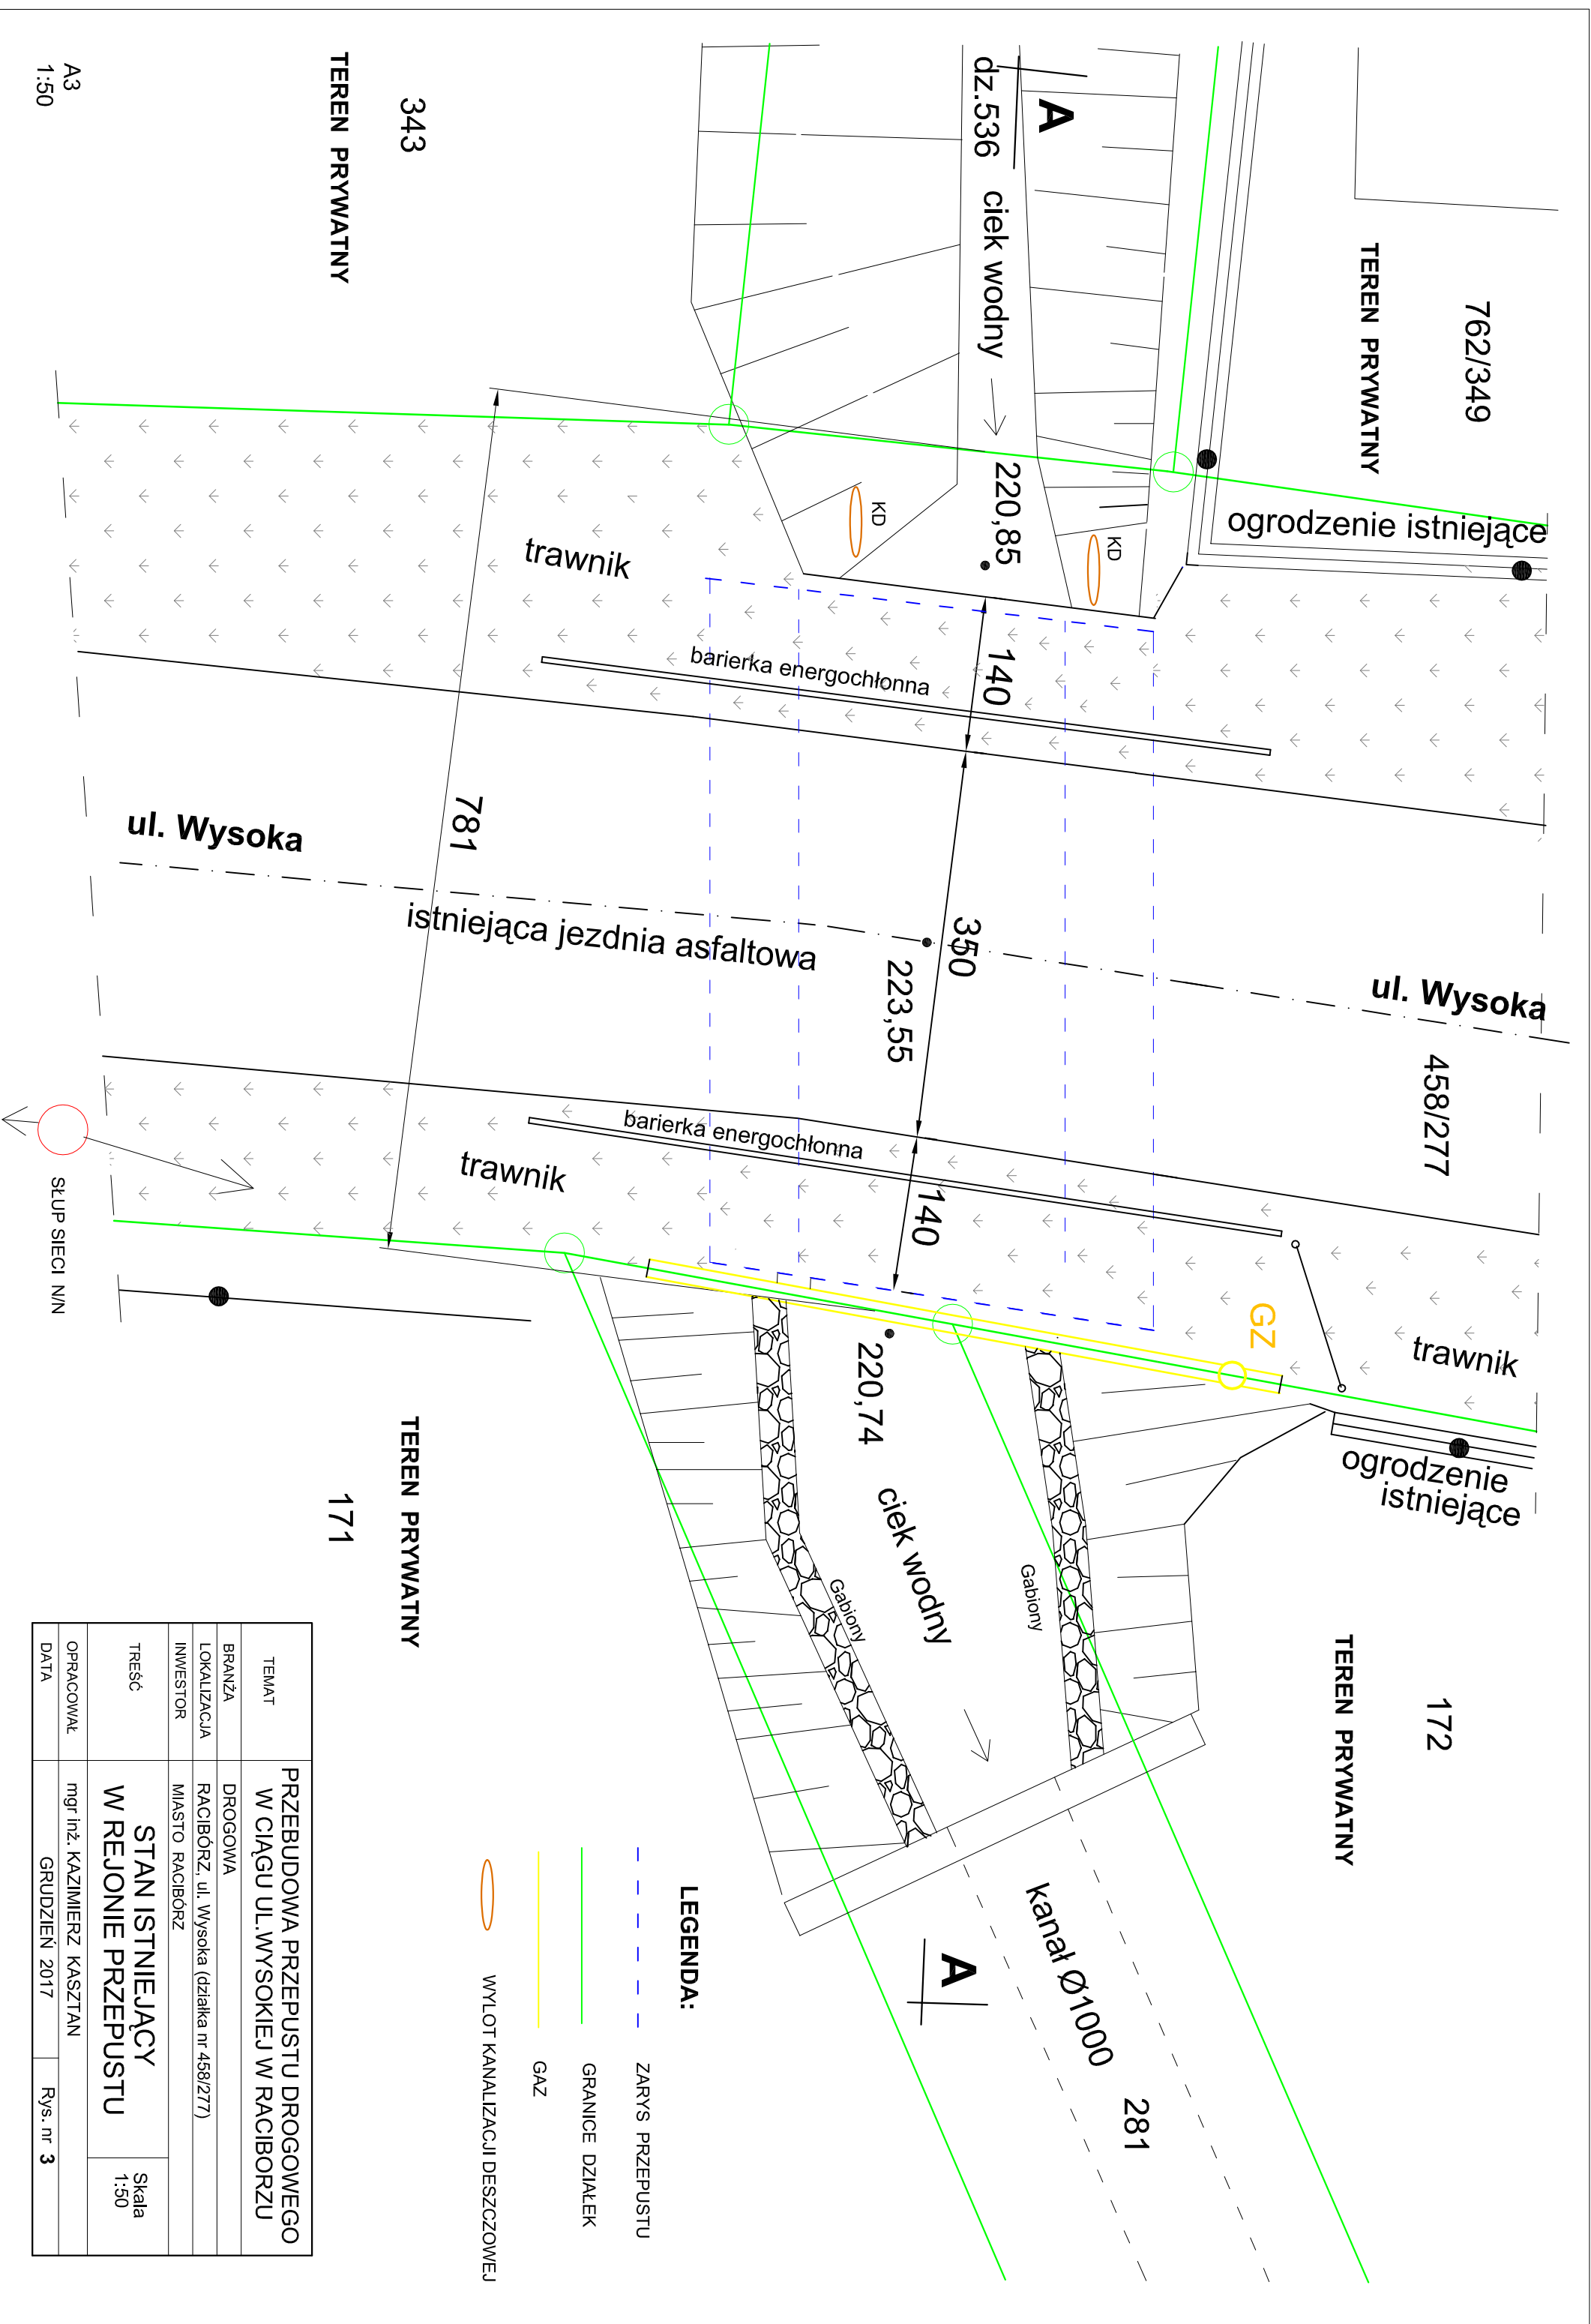 762/349
TEREN PRYWATNY
ogrodzenie istniejące
A
dz.536 ciek wodny
220,85
KD
KD
343
TEREN PRYWATNY
A3
1:50
trawnik
barierka energochłonna
140
ul. Wysoka
781
istniejąca jezdnia asfaltowa
350
223,55
ul. Wysoka
458/277
barierka energochłonna
140
trawnik
SŁUP SIECI N/N
GZ
trawnik
ogrodzenie
istniejące
220,74
ciek wodny
Gabiony
Gabiony
172
TEREN PRYWATNY
TEREN PRYWATNY
171
A
kanał Ø1000
281
LEGENDA:
ZARYS PRZEPUSTU
GRANICE DZIAŁEK
GAZ
WYLOT KANALIZACJI DESZCZOWEJ
TEMAT
PRZEBUDOWA PRZEPUSTU DROGOWEGO
W CIĄGU UL.WYSOKIEJ W RACIBORZU
BRANŻA DROGOWA
LOKALIZACJA RACIBÓRZ, ul. Wysoka (działka nr 458/277)
INWESTOR MIASTO RACIBÓRZ
TREŚĆ
STAN ISTNIEJĄCY
W REJONIE PRZEPUSTU
Skala
1:50
OPRACOWAŁ mgr inż. KAZIMIERZ KASZTAN
DATA GRUDZIEŃ 2017 Rys. nr 3